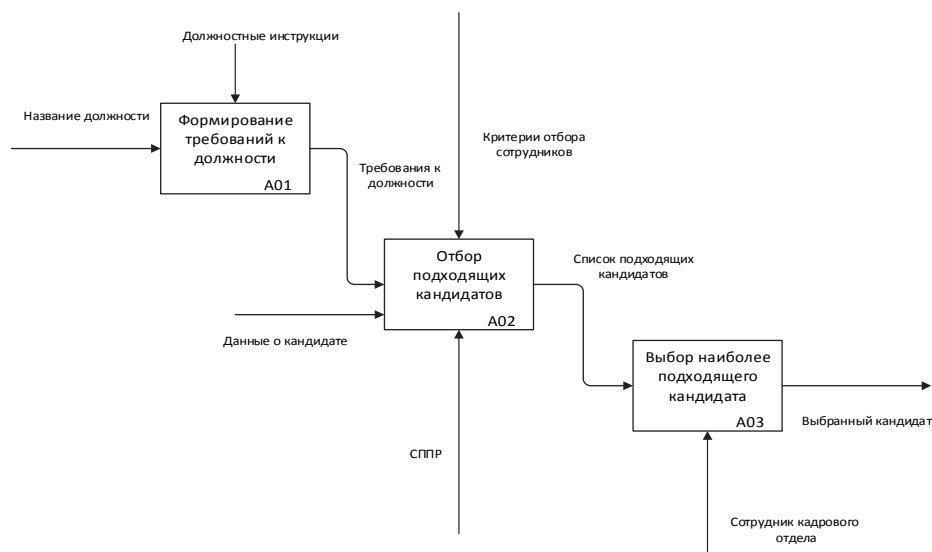 Должностные инструкции
Название должности
Формирование
требований к
должности
A01
Критерии отбора
сотрудников
Требования к
должности
Отбор
подходящих
кандидатов
A02
Список подходящих
кандидатов
Данные о кандидате
Выбор наиболее
подходящего
кандидата
A03
Выбранный кандидат
СППР
Сотрудник кадрового
отдела